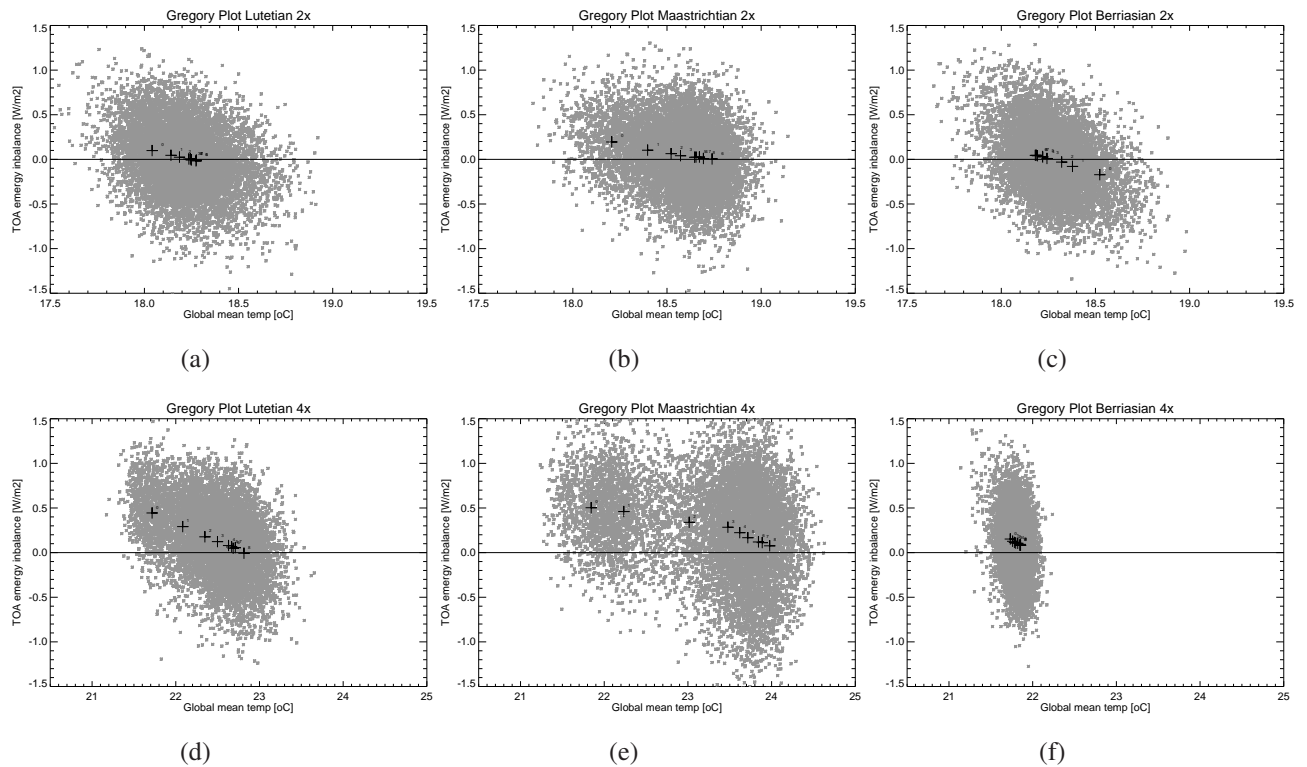 Gregory Plot Lutetian 2x
TOA emergy inbalance [W/m2]
1.5
1.0
0.5
0.0
-0.5
-1.0
-1.5
17.5 18.0 18.5 19.0 19.5
Global mean temp [oC]
(a)
Gregory Plot Maastrichtian 2x
TOA emergy inbalance [W/m2]
1.5
1.0
0.5
0.0
-0.5
-1.0
-1.5
17.5 18.0 18.5 19.0 19.5
Global mean temp [oC]
(b)
Gregory Plot Berriasian 2x
TOA emergy inbalance [W/m2]
1.5
1.0
0.5
0.0
-0.5
-1.0
-1.5
17.5 18.0 18.5 19.0 19.5
Global mean temp [oC]
(c)
Gregory Plot Lutetian 4x
TOA emergy inbalance [W/m2]
1.5
1.0
0.5
0.0
-0.5
-1.0
-1.5
21 22 23 24 25
Global mean temp [oC]
(d)
Gregory Plot Maastrichtian 4x
TOA emergy inbalance [W/m2]
1.5
1.0
0.5
0.0
-0.5
-1.0
-1.5
21 22 23 24 25
Global mean temp [oC]
(e)
Gregory Plot Berriasian 4x
TOA emergy inbalance [W/m2]
1.5
1.0
0.5
0.0
-0.5
-1.0
-1.5
21 22 23 24 25
Global mean temp [oC]
(f)